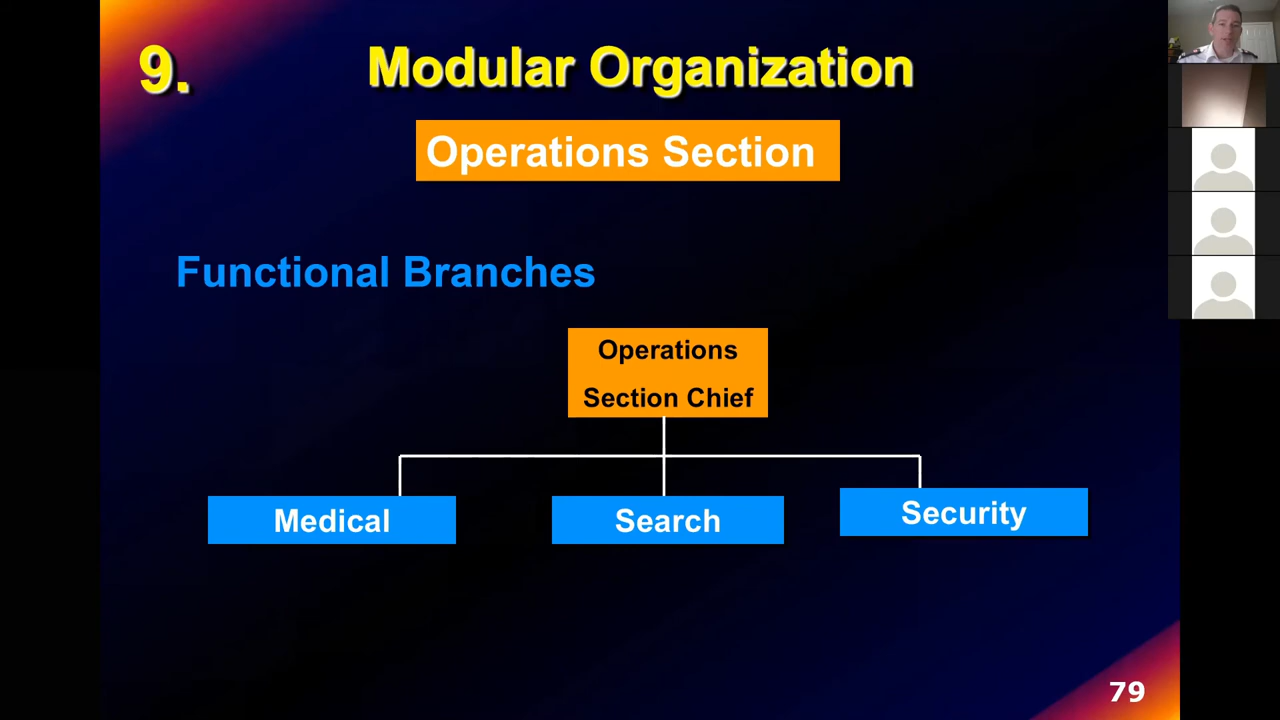 9. Modular Organization
Operations Section
Functional Branches
Operations
Section Chief
Medical
Search
Security
79